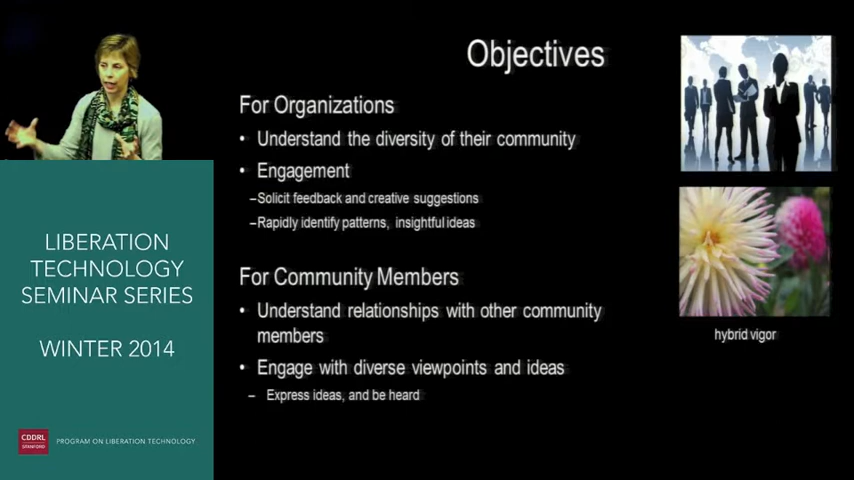 Objectives
For Organizations
• Understand the diversity of their community
• Engagement
–Solicit feedback and creative suggestions
–Rapidly identify patterns, insightful ideas
For Community Members
• Understand relationships with other community
members
• Engage with diverse viewpoints and ideas
– Express ideas, and be heard
hybrid vigor
LIBERATION
TECHNOLOGY
SEMINAR SERIES
WINTER 2014
CDDRL
STANFORD
PROGRAM ON LIBERATION TECHNOLOGY